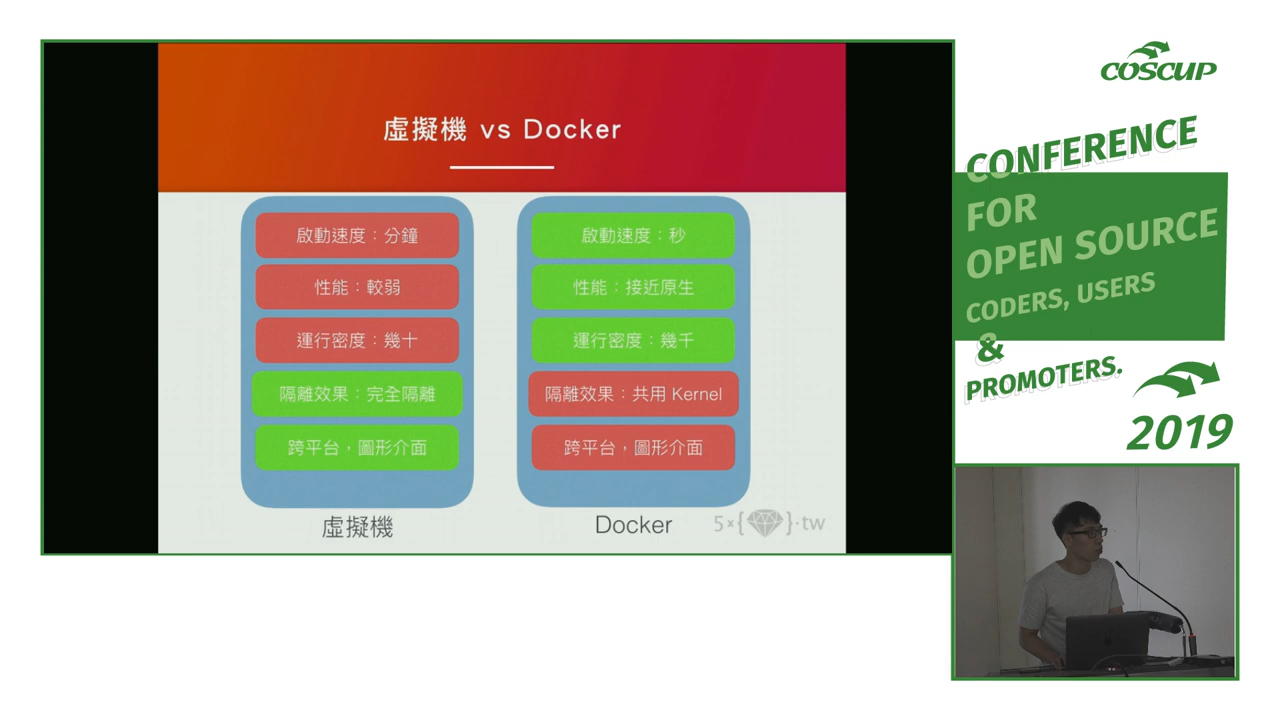 虛擬機 vs Docker
啟動速度：分鐘
性能：較弱
運行密度：幾十
隔離效果：完全隔離
跨平台，圖形介面
虛擬機
啟動速度：秒
性能：接近原生
運行密度：幾千
隔離效果：共用 Kernel
跨平台，圖形介面
Docker
5×{ }·tw
COSCUP
CONFERENCE
FOR
OPEN SOURCE
CODERS, USERS
&
PROMOTERS.
2019